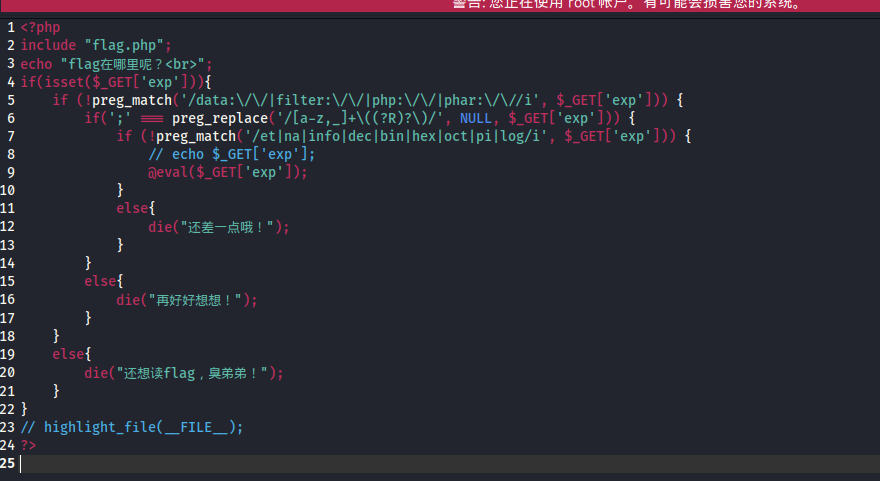 警告: 您正在使用 root 帐户。有可能会损害您的系统。
1 <?php
2 include "flag.php";
3 echo "flag在哪里呢？<br>";
4 if(isset($_GET['exp'])){
5     if (!preg_match('/data:\/\/|filter:\/\/|php:\/\/|phar:\/\//i', $_GET['exp'])) {
6         if(';' === preg_replace('/[a-z,_]+\((?R)?\)/', NULL, $_GET['exp'])) {
7             if (!preg_match('/et|na|info|dec|bin|hex|oct|pi|log/i', $_GET['exp'])) {
8                 // echo $_GET['exp'];
9                 @eval($_GET['exp']);
10             }
11             else{
12                 die("还差一点哦！");
13             }
14         }
15         else{
16             die("再好好想想！");
17         }
18     }
19     else{
20         die("还想读flag，臭弟弟！");
21     }
22 }
23 // highlight_file(__FILE__);
24 ?>
25